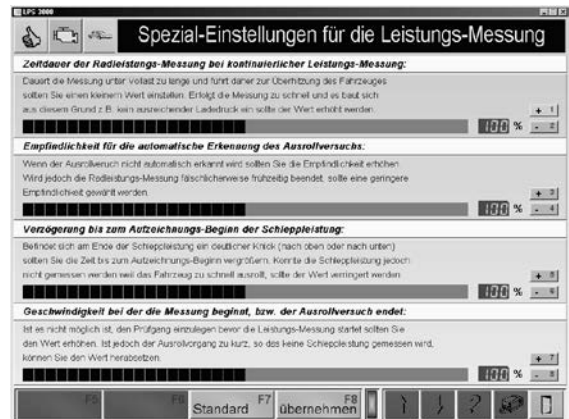 LPS 3000
Spezial-Einstellungen für die Leistungs-Messung
Zeitdauer der Radleistungs-Messung bei kontinuierlicher Leistungs-Messung:
Dauert die Messung unter Vollast zu lange und führt daher zur Überhitzung des Fahrzeuges
sollten Sie einen kleinern Wert einstellen. Erfolgt die Messung zu schnell und es baut sich
aus diesem Grund z.B. kein ausreichender Ladedruck ein sollte der Wert erhöht werden.
+ 1
100 % - 2
Empfindlichkeit für die automatische Erkennung des Ausrollversuchs:
Wenn der Ausrollveruch nicht automatisch erkannt wird sollten Sie die Empfindlichkeit erhöhen.
Wird jedoch die Radleistungs-Messung fälschlicherweise frühzeitig beendet, sollte eine geringere
Empfindlichkeit gewählt werden.
+ 3
100 % - 4
Verzögerung bis zum Aufzeichnungs-Beginn der Schleppleistung:
Befindet sich am Ende der Schleppleistung ein deutlicher Knick (nach oben oder nach unten)
sollten Sie die Zeit bis zum Aufzeichnungs-Beginn vergrößern. Konnte die Schleppleistung jedoch
nicht gemessen werden weil das Fahrzeug zu schnell ausrollt, sollte der Wert verringert werden.
+ 5
100 % - 6
Geschwindigkeit bei der die Messung beginnt, bzw. der Ausrollversuch endet:
Ist es nicht möglich ist, den Prüfgang einzulegen bevor die Leistungs-Messung startet sollten Sie
den Wert erhöhen. Ist jedoch der Ausrollvorgang zu kurz, so das keine Schleppleistung gemessen wird,
können Sie den Wert herabsetzen.
+ 7
100 % - 8
F5 F6 Standard F7 übernehmen F8